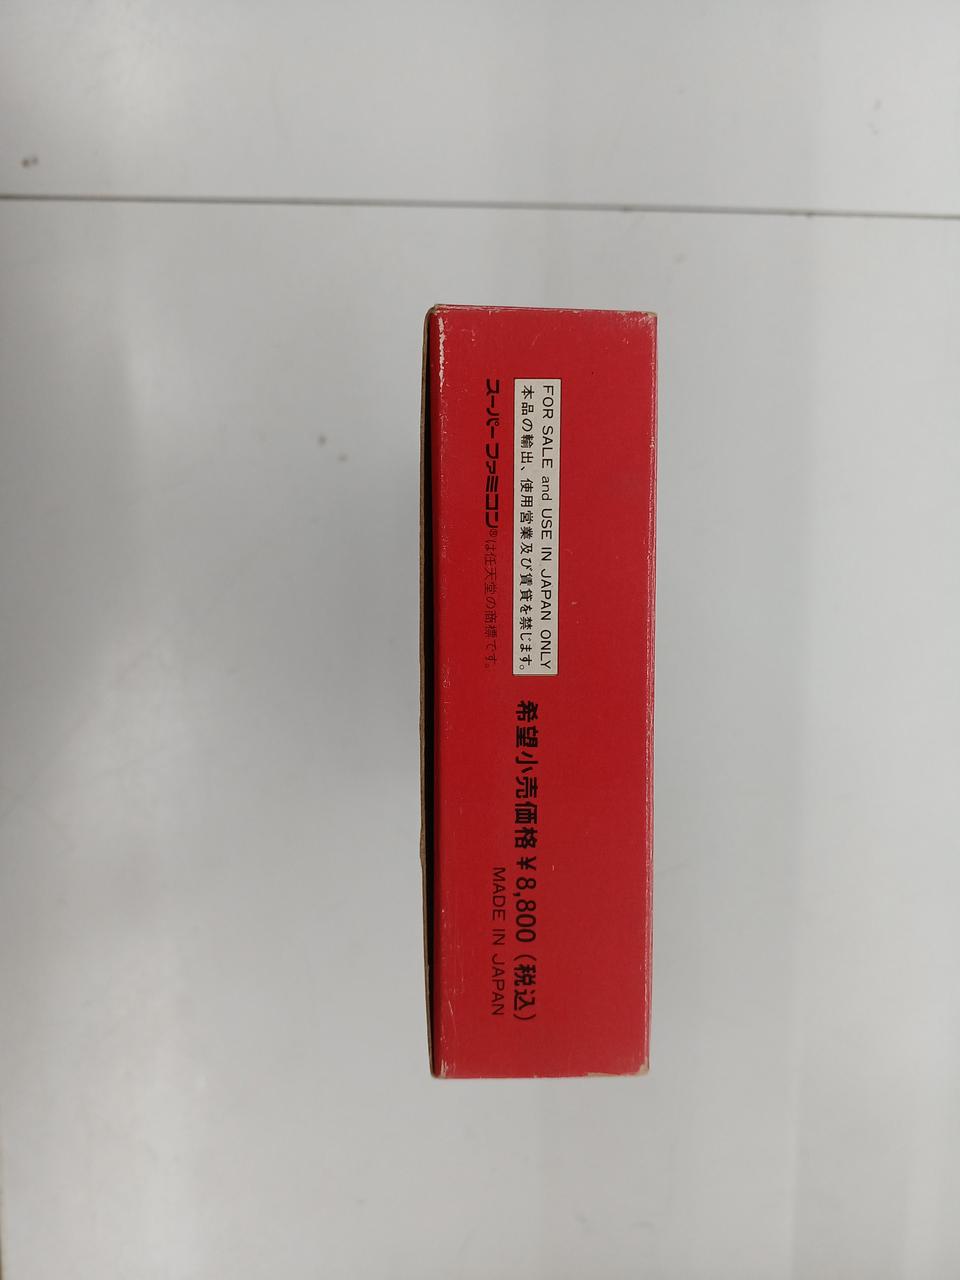 FOR SALE and USE IN JAPAN ONLY
本品の輸出、使用営業及び賃貸を禁じます。
スーパーファミコン®は任天堂の商標です。
希望小売価格¥8,800(税込)
MADE IN JAPAN